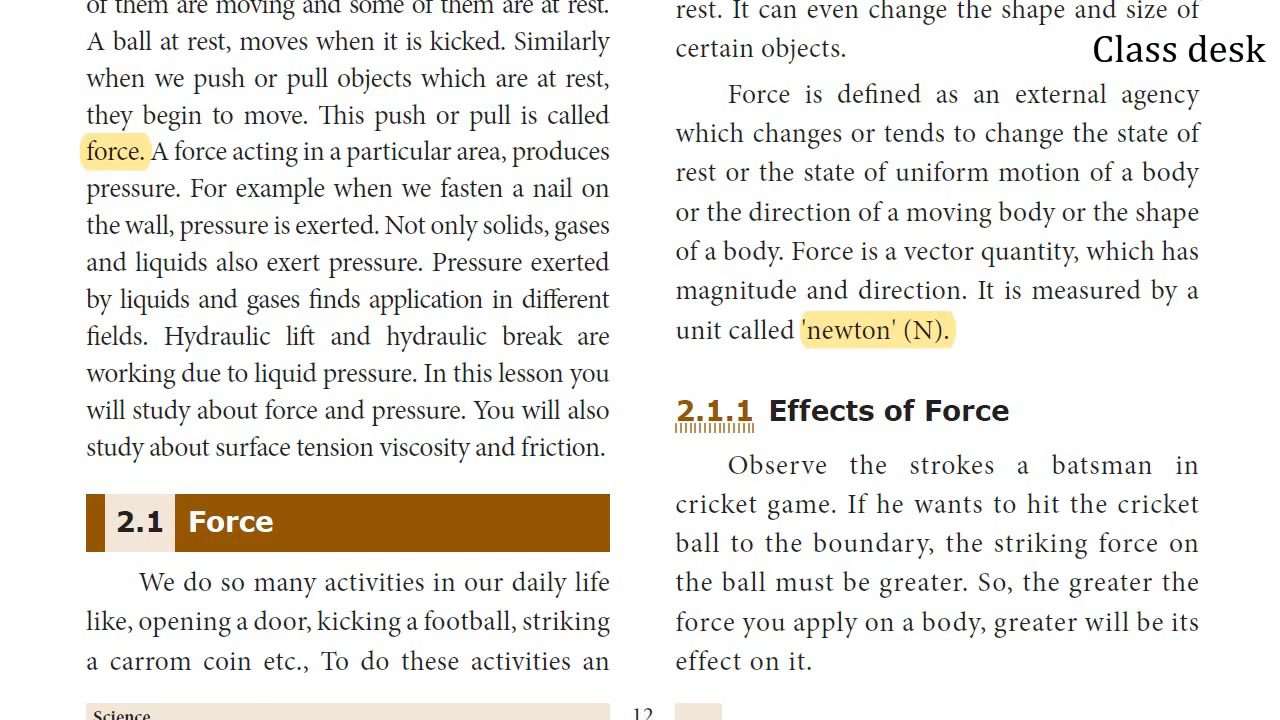 of them are moving and some of them are at rest.
A ball at rest, moves when it is kicked. Similarly
when we push or pull objects which are at rest,
they begin to move. This push or pull is called
force. A force acting in a particular area, produces
pressure. For example when we fasten a nail on
the wall, pressure is exerted. Not only solids, gases
and liquids also exert pressure. Pressure exerted
by liquids and gases finds application in different
fields. Hydraulic lift and hydraulic break are
working due to liquid pressure. In this lesson you
will study about force and pressure. You will also
study about surface tension viscosity and friction.
2.1 Force
We do so many activities in our daily life
like, opening a door, kicking a football, striking
a carrom coin etc., To do these activities an
rest. It can even change the shape and size of
certain objects.
Class desk
Force is defined as an external agency
which changes or tends to change the state of
rest or the state of uniform motion of a body
or the direction of a moving body or the shape
of a body. Force is a vector quantity, which has
magnitude and direction. It is measured by a
unit called 'newton' (N).
2.1.1 Effects of Force
Observe the strokes a batsman in
cricket game. If he wants to hit the cricket
ball to the boundary, the striking force on
the ball must be greater. So, the greater the
force you apply on a body, greater will be its
effect on it.
Science
12